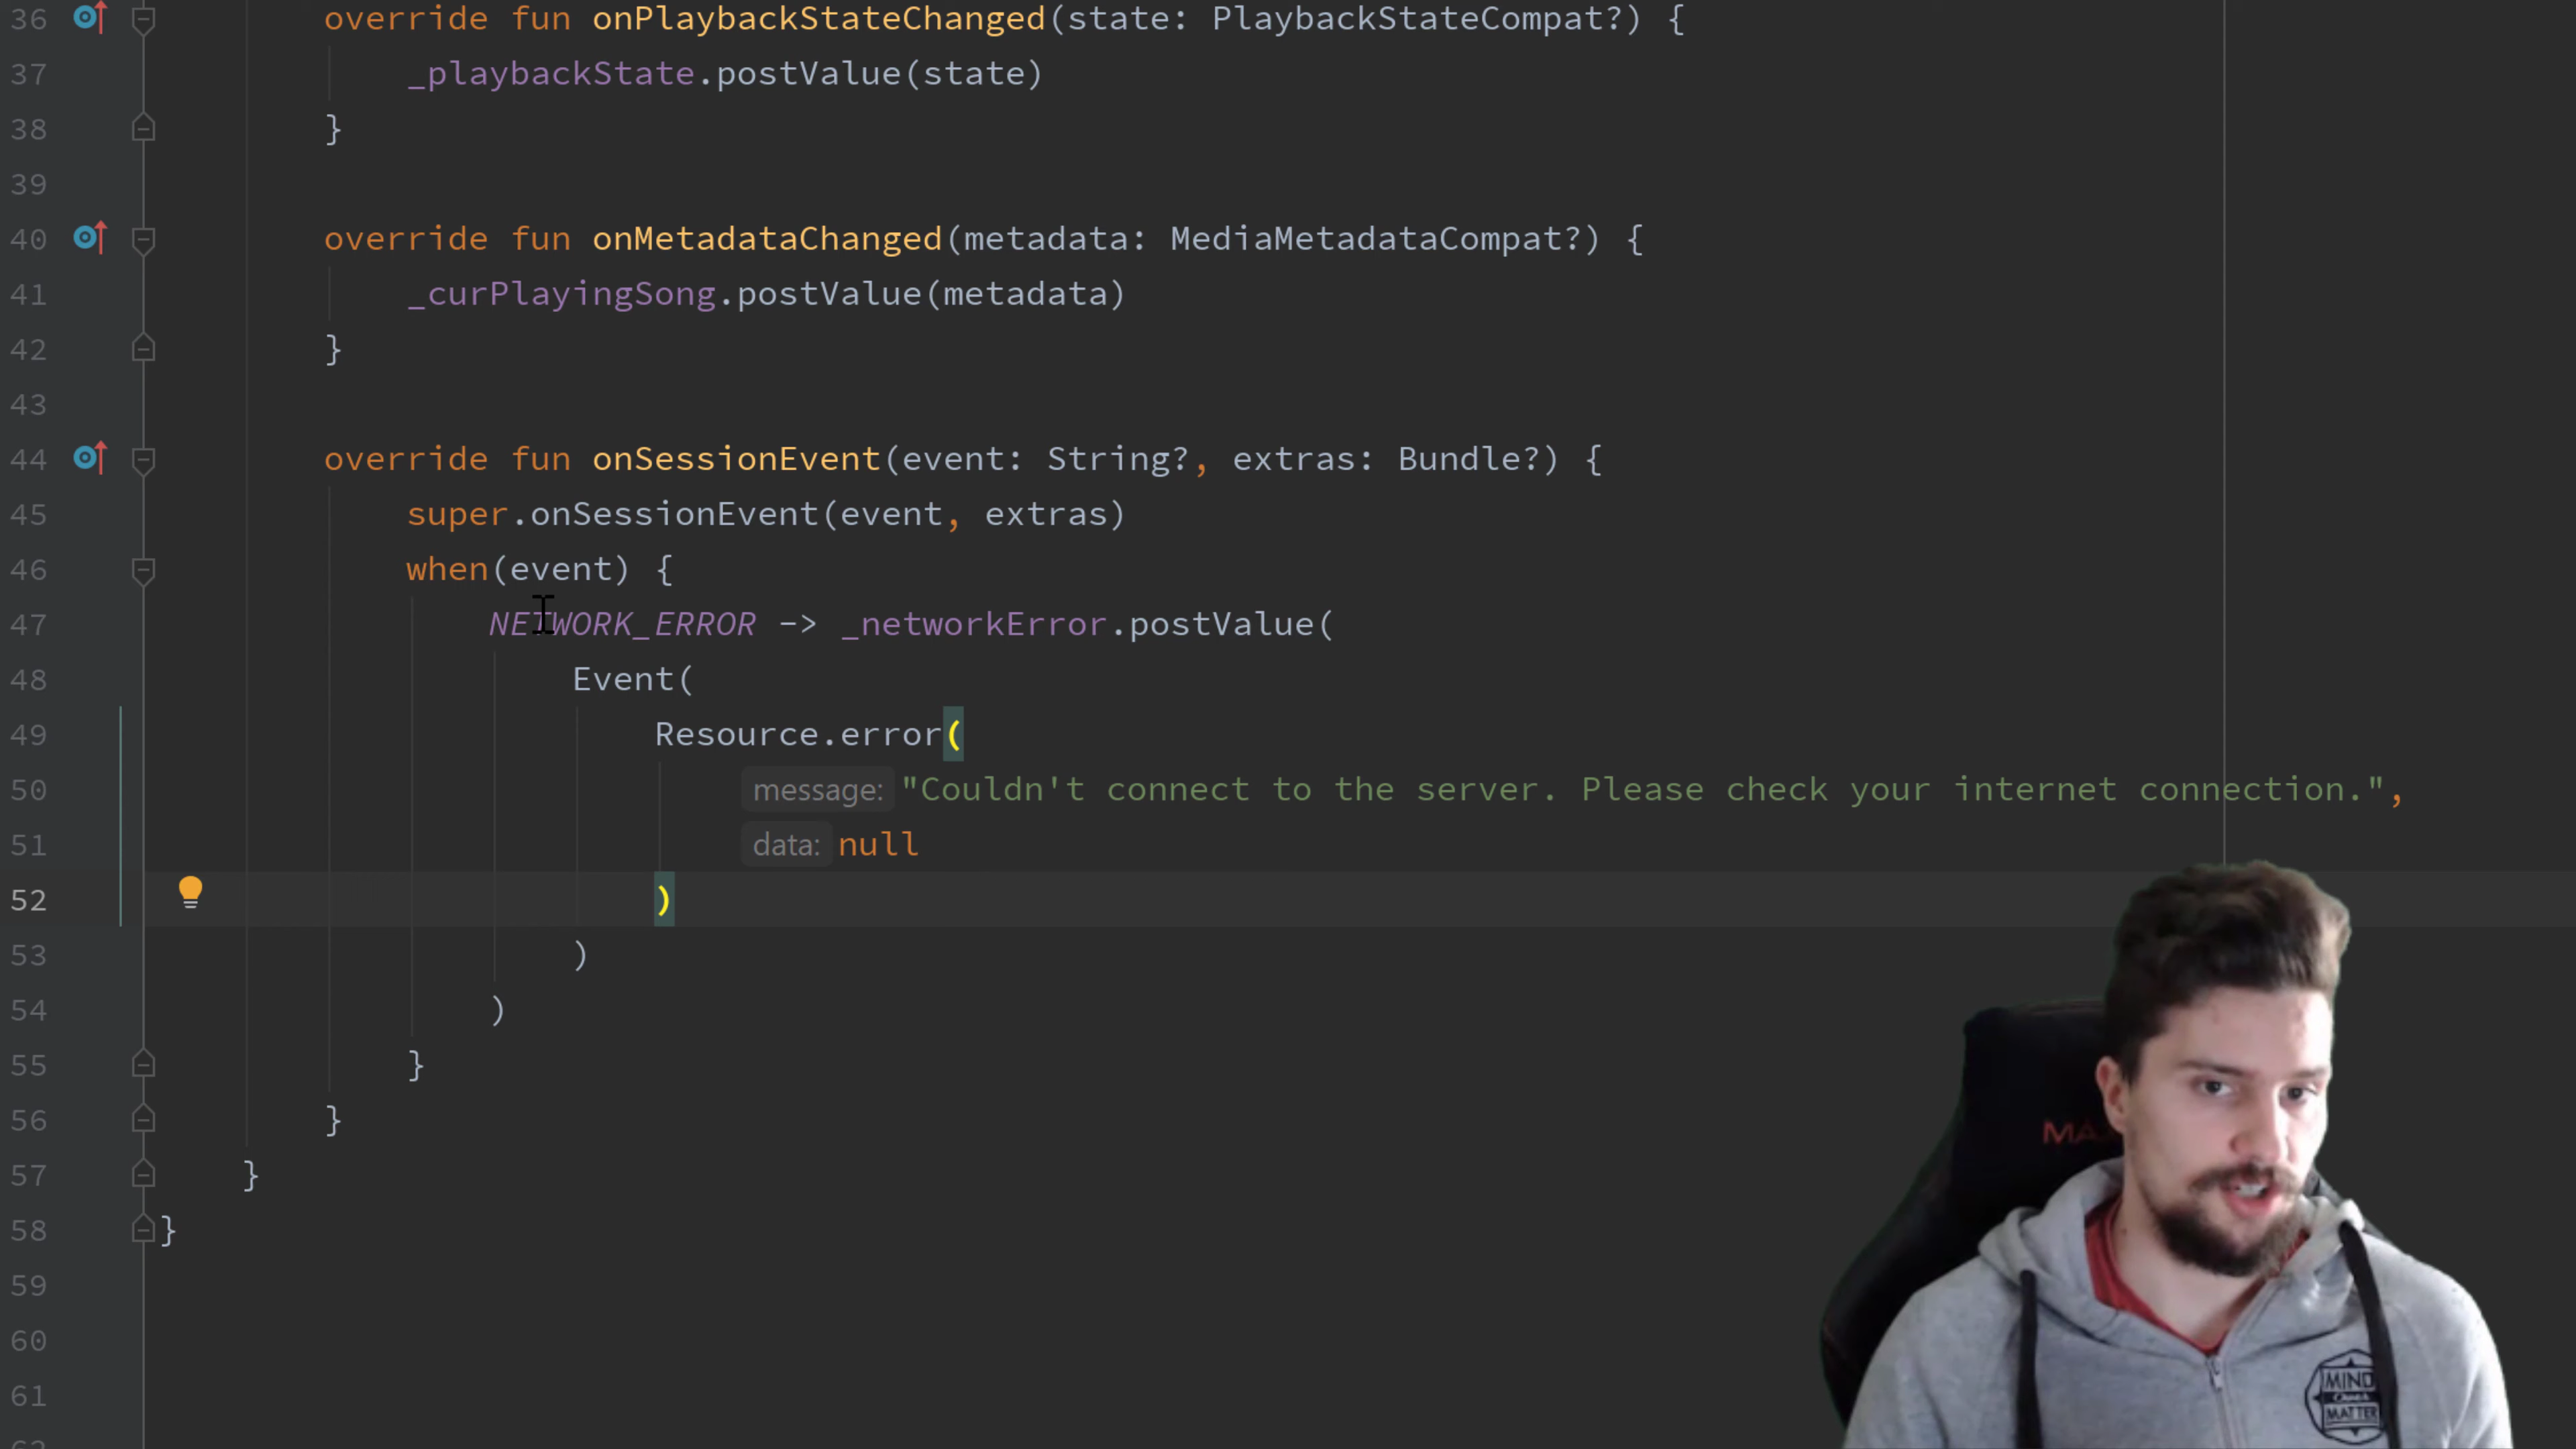 36 override fun onPlaybackStateChanged(state: PlaybackStateCompat?) {
37 _playbackState.postValue(state)
38 }
39
40 override fun onMetadataChanged(metadata: MediaMetadataCompat?) {
41 _curPlayingSong.postValue(metadata)
42 }
43
44 override fun onSessionEvent(event: String?, extras: Bundle?) {
45 super.onSessionEvent(event, extras)
46 when(event) {
47 NETWORK_ERROR -> _networkError.postValue(
48 Event(
49 Resource.error(
50 message: "Couldn't connect to the server. Please check your internet connection.",
51 data: null
52 )
53 )
54 )
55 }
56 }
57 }
58 }
59
60
61
MIND
MATTER